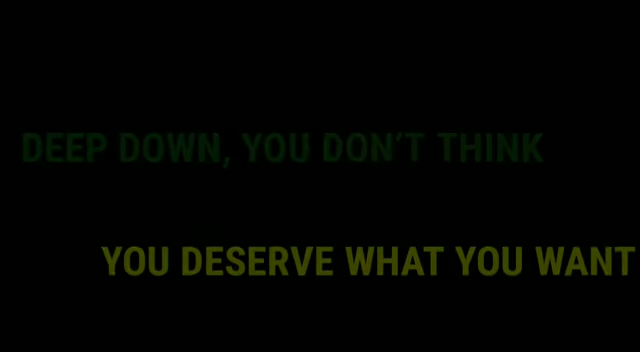 DEEP DOWN, YOU DON’T THINK
YOU DESERVE WHAT YOU WANT